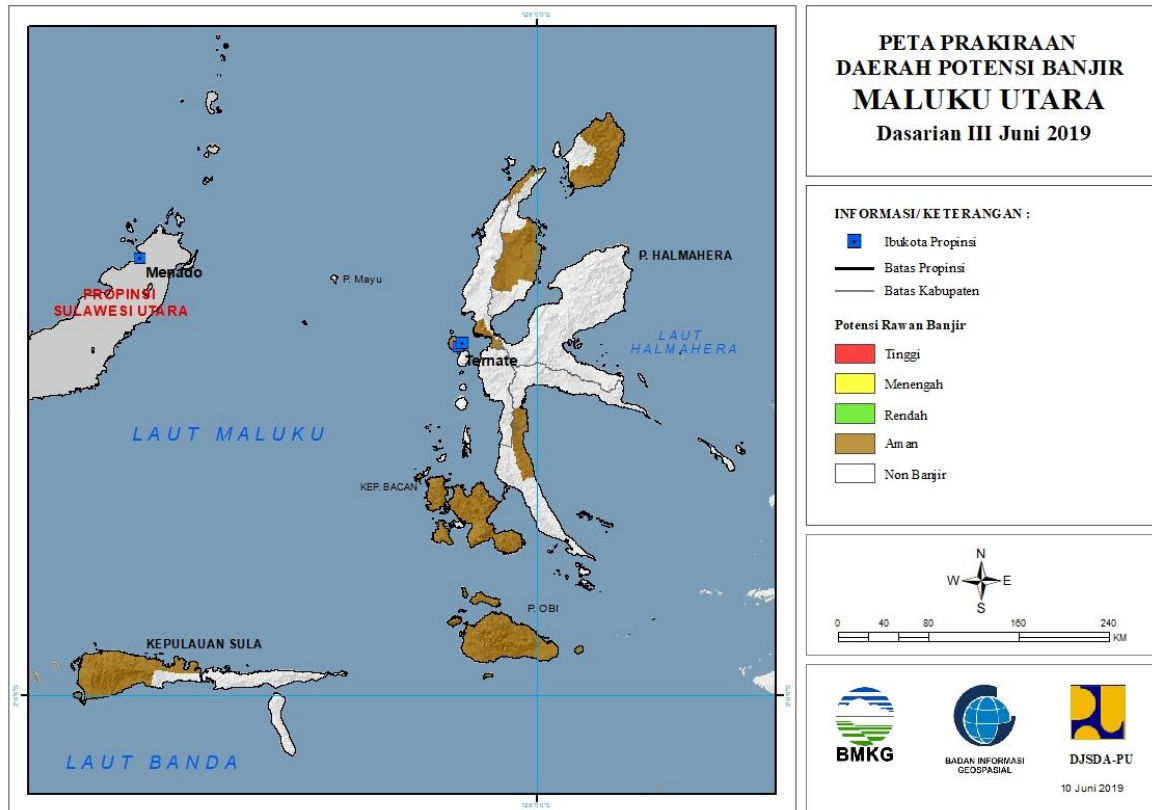 PETA PRAKIRAAN
DAERAH POTENSI BANJIR
MALUKU UTARA
Dasarian III Juni 2019
INFORMASI/ KETERANGAN :
Ibukota Propinsi
Batas Propinsi
Batas Kabupaten
Potensi Rawan Banjir
Tinggi
Menengah
Rendah
Aman
Non Banjir
N
W E
S
0 40 80 160 240
KM
BMKG
BADAN INFORMASI
GEOSPASIAL
DJSDA-PU
10 Juni 2019
Menado
PROPINSI
SULAWESI UTARA
P. Mayu
P. HALMAHERA
LAUT
HALMAHERA
Ternate
LAUT MALUKU
KEP. BACAN
P. OBI
KEPULAUAN SULA
LAUT BANDA